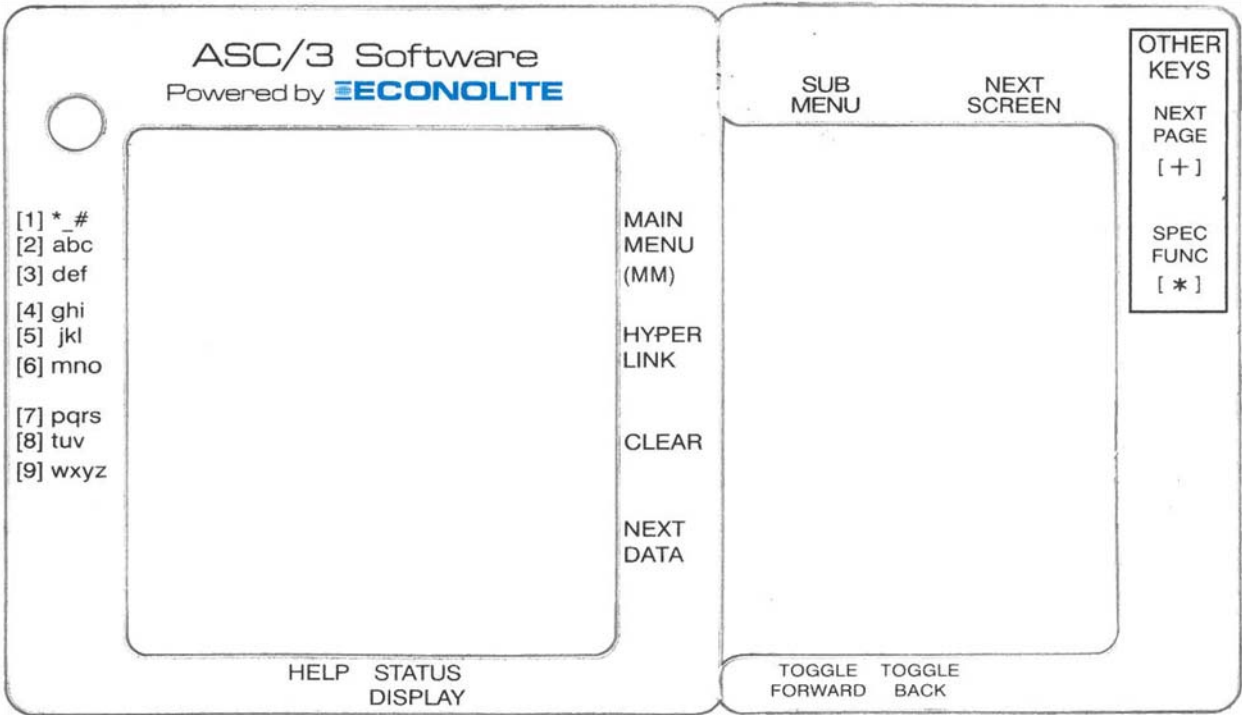 ASC/3 Software
Powered by ECONOLITE
[1] *_#
[2] abc
[3] def
[4] ghi
[5] jkl
[6] mno
[7] pqrs
[8] tuv
[9] wxyz
MAIN
MENU
(MM)
HYPER
LINK
CLEAR
NEXT
DATA
HELP
STATUS
DISPLAY
SUB
MENU
NEXT
SCREEN
OTHER
KEYS
NEXT
PAGE
[ + ]
SPEC
FUNC
[ * ]
TOGGLE
FORWARD
TOGGLE
BACK